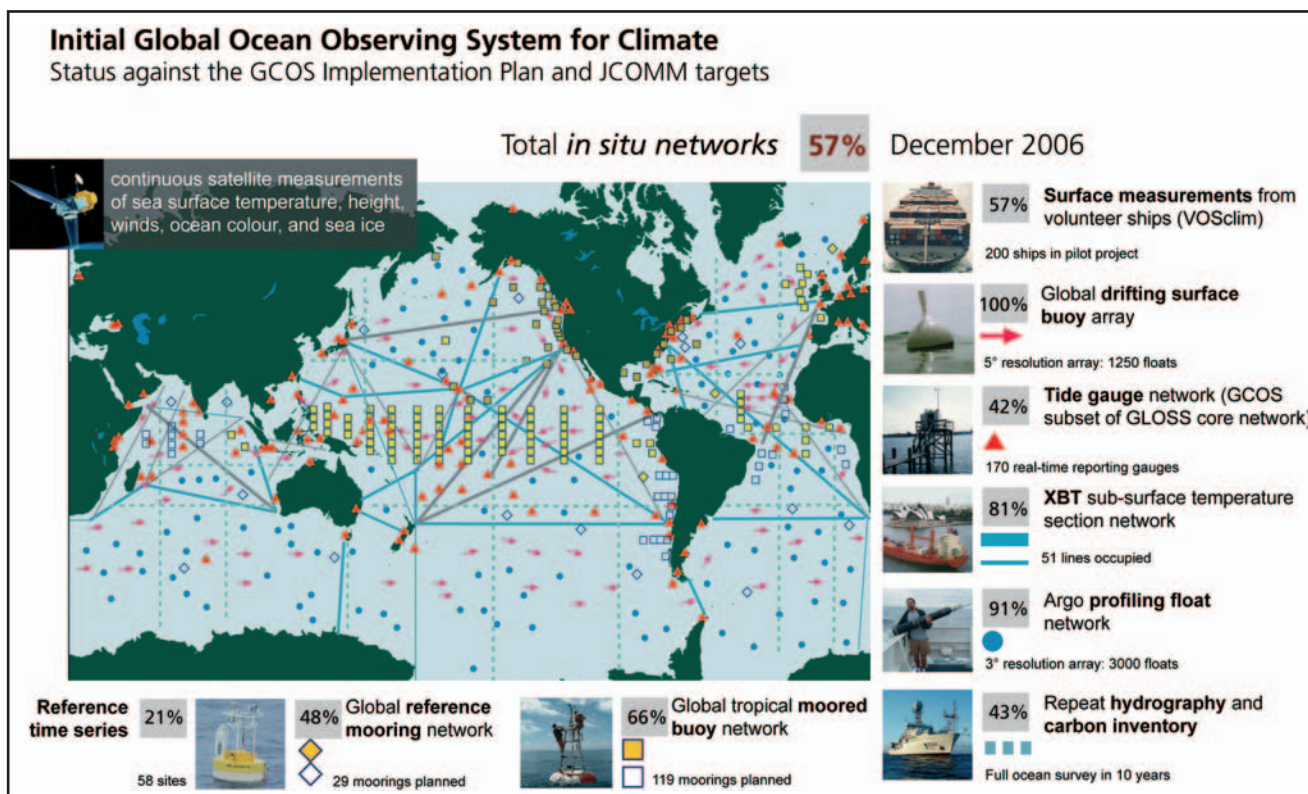 Initial Global Ocean Observing System for Climate
Status against the GCOS Implementation Plan and JCOMM targets
Total in situ networks 57% December 2006
continuous satellite measurements
of sea surface temperature, height,
winds, ocean colour, and sea ice
57% Surface measurements from
volunteer ships (VOSclim)
200 ships in pilot project
100% Global drifting surface
buoy array
5° resolution array: 1250 floats
42% Tide gauge network (GCOS
subset of GLOSS core network)
170 real-time reporting gauges
81% XBT sub-surface temperature
section network
51 lines occupied
91% Argo profiling float
network
3° resolution array: 3000 floats
43% Repeat hydrography and
carbon inventory
Full ocean survey in 10 years
Reference
time series
21%
58 sites
48% Global reference
mooring network
29 moorings planned
66% Global tropical moored
buoy network
119 moorings planned